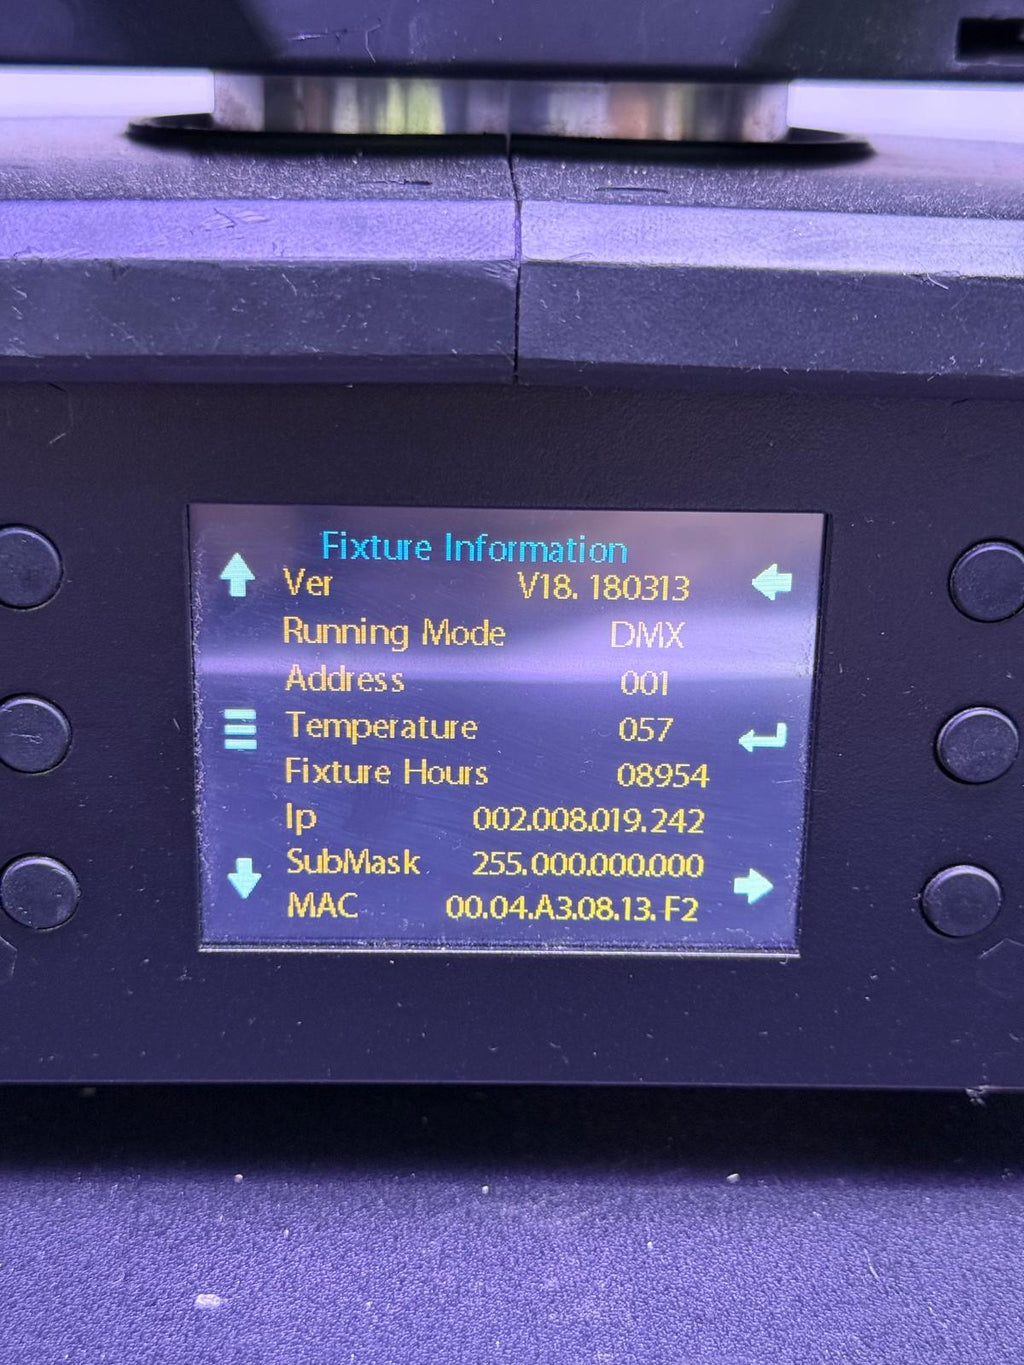 Fixture Information
Ver V18. 180313
Running Mode DMX
Address 001
Temperature 057
Fixture Hours 08954
Ip 002.008.019.242
SubMask 255.000.000.000
MAC 00.04.A3.08.13. F2